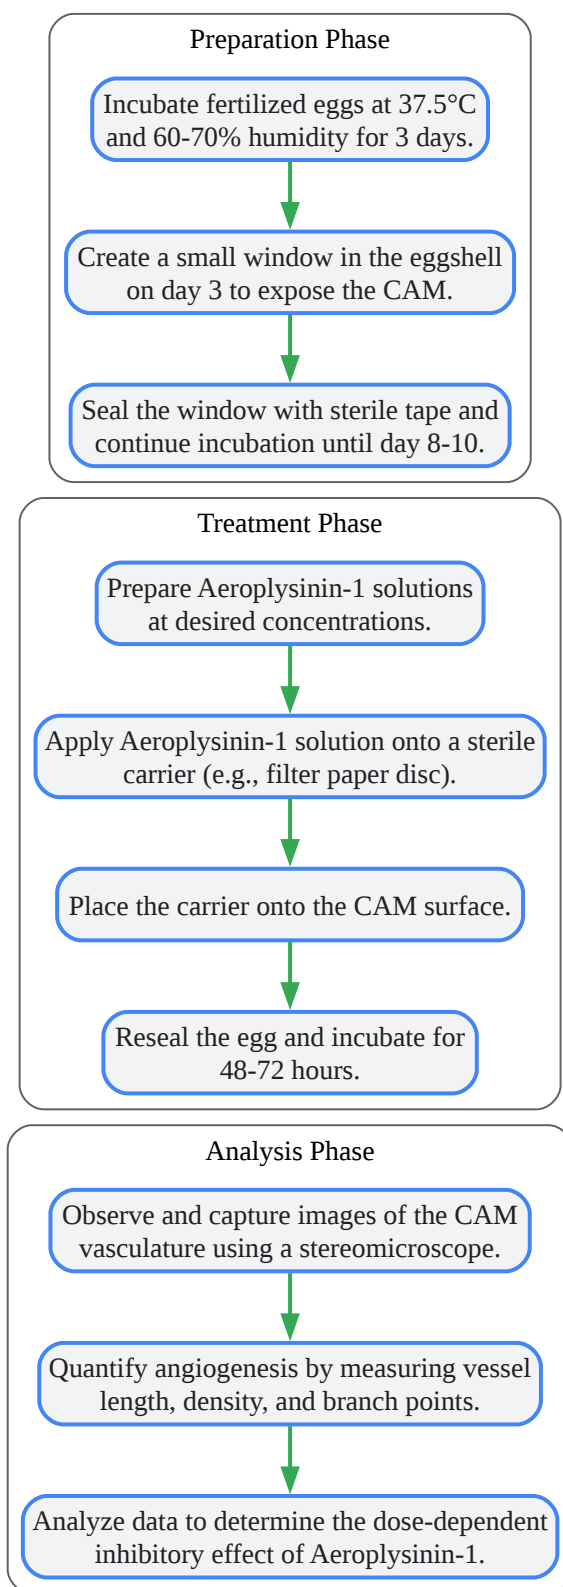 Preparation Phase
Incubate fertilized eggs at 37.5°C
and 60-70% humidity for 3 days.
Create a small window in the eggshell
on day 3 to expose the CAM.
Seal the window with sterile tape and
continue incubation until day 8-10.
Treatment Phase
Prepare Aeroplysinin-1 solutions
at desired concentrations.
Apply Aeroplysinin-1 solution onto a sterile
carrier (e.g., filter paper disc).
Place the carrier onto the CAM surface.
Reseal the egg and incubate for
48-72 hours.
Analysis Phase
Observe and capture images of the CAM
vasculature using a stereomicroscope.
Quantify angiogenesis by measuring vessel
length, density, and branch points.
Analyze data to determine the dose-dependent
inhibitory effect of Aeroplysinin-1.